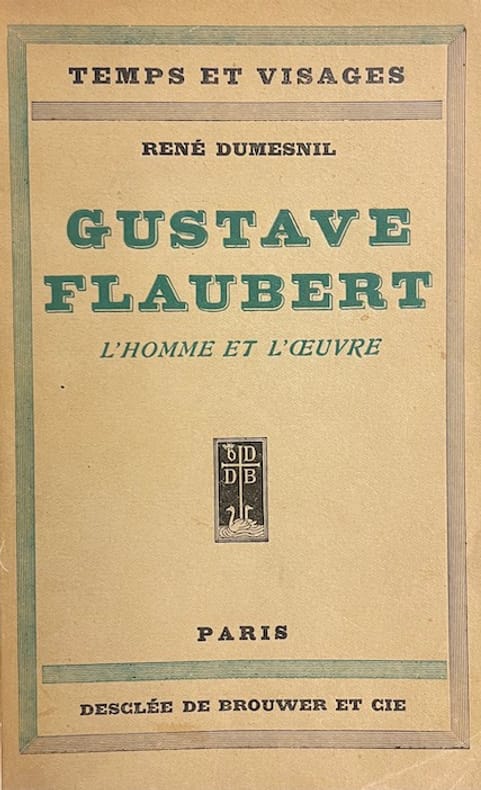 TEMPS ET VISAGES
RENÉ DUMESNIL
GUSTAVE
FLAUBERT
L'HOMME ET L'ŒUVRE
D D
D B
PARIS
DESCLÉE DE BROUWER ET CIE